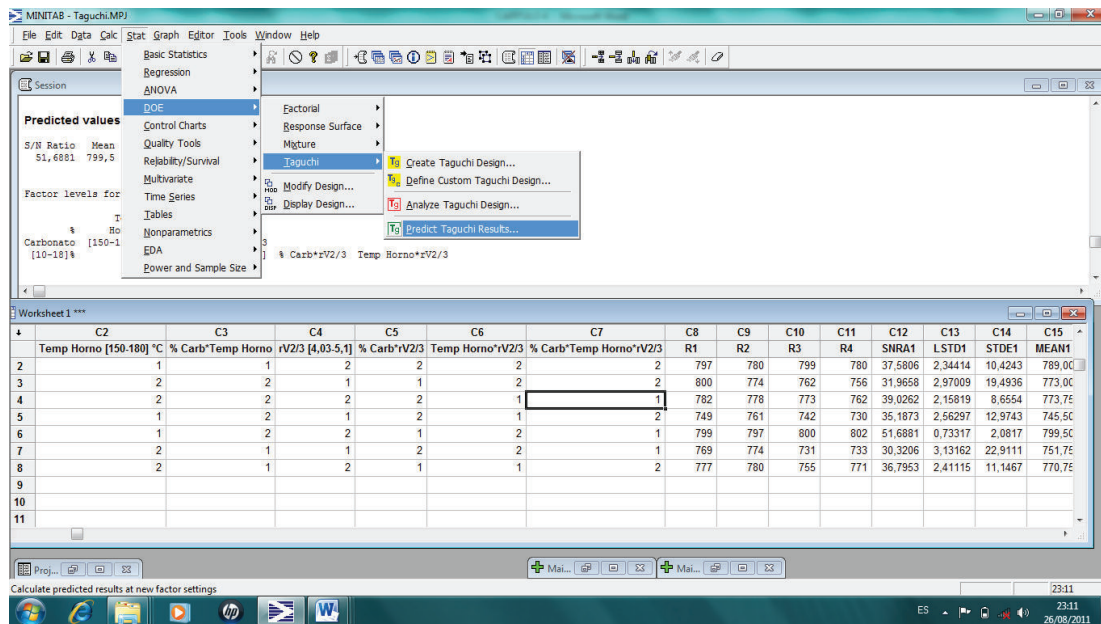 MINITAB - Taguchi.MPJ
File Edit Data Calc Stat Graph Editor Tools Window Help
Session
Basic Statistics
Regression
ANOVA
DOE
Control Charts
Quality Tools
Reliability/Survival
Multivariate
Time Series
Tables
Nonparametrics
EDA
Power and Sample Size
Factorial
Response Surface
Mixture
Taguchi
Modify Design...
Display Design...
Create Taguchi Design...
Define Custom Taguchi Design...
Analyze Taguchi Design...
Predict Taguchi Results...
Predicted values
S/N Ratio Mean
51,6881 799,5
Factor levels for
% Ho
Carbonato [150-1 3
[10-18]% ] % Carb*rV2/3 Temp Horno*rV2/3
Worksheet 1 ***
C2 C3 C4 C5 C6 C7 C8 C9 C10 C11 C12 C13 C14 C15
Temp Horno [150-180] °C % Carb*Temp Horno rV2/3 [4,03-5,1] % Carb*rV2/3 Temp Horno*rV2/3 % Carb*Temp Horno*rV2/3 R1 R2 R3 R4 SNRA1 LSTD1 STDE1 MEAN1
2 1 1 2 2 2 2 797 780 799 780 37,5806 2,34414 10,4243 789,00
3 2 2 1 1 2 2 800 774 762 756 31,9658 2,97009 19,4936 773,00
4 2 2 2 2 1 1 782 778 773 762 39,0262 2,15819 8,6554 773,75
5 1 2 1 2 1 2 749 761 742 730 35,1873 2,56297 12,9743 745,50
6 1 2 2 1 2 1 799 797 800 802 51,6881 0,73317 2,0817 799,50
7 2 1 1 2 2 1 769 774 731 733 30,3206 3,13162 22,9111 751,75
8 2 1 2 1 1 2 777 780 755 771 36,7953 2,41115 11,1467 770,75
9
10
11
Proj... Mai... Mai...
Calculate predicted results at new factor settings 23:11
ES 23:11
26/08/2011